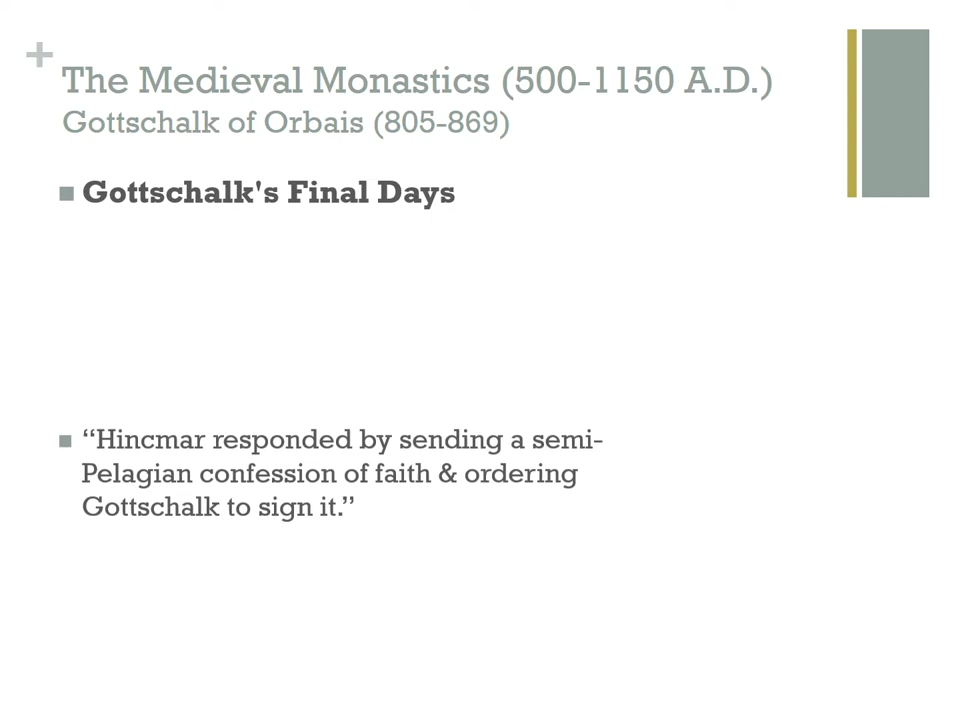 +
The Medieval Monastics (500-1150 A.D.)
Gottschalk of Orbais (805-869)
Gottschalk's Final Days
“Hincmar responded by sending a semi-
Pelagian confession of faith & ordering
Gottschalk to sign it.”